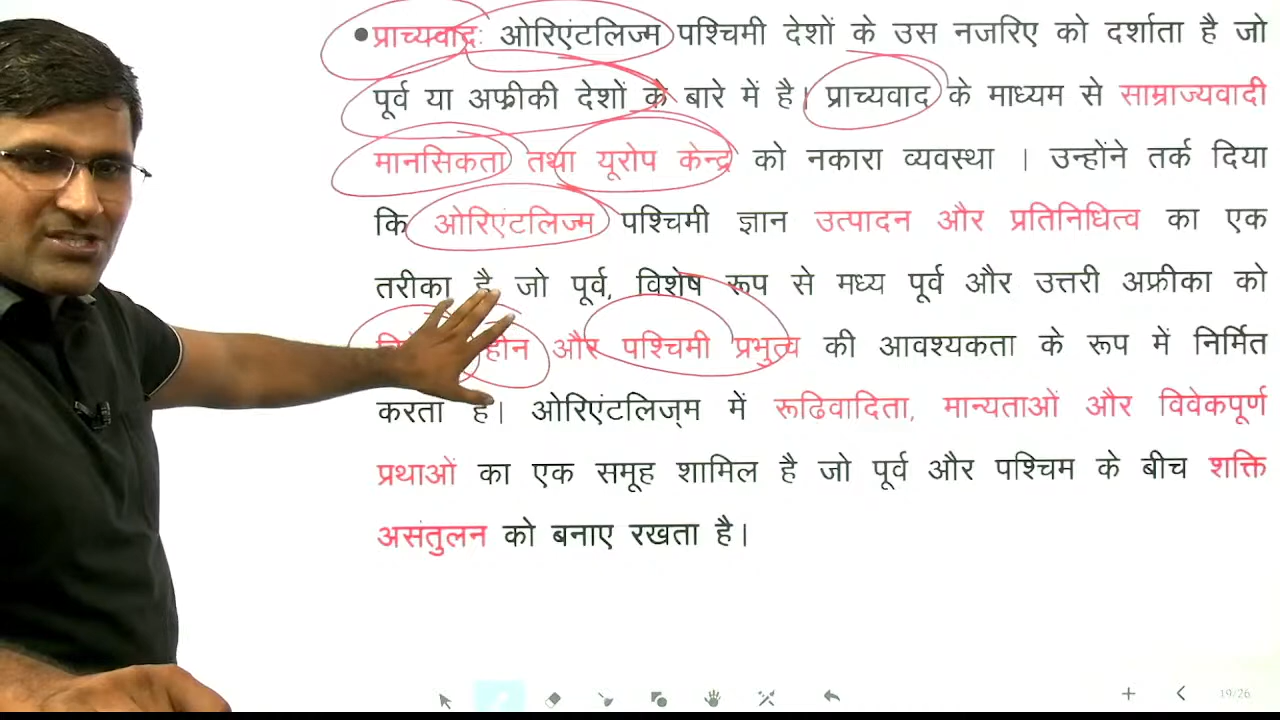 प्राच्यवादः ओरिएंटलिज्म पश्चिमी देशों के उस नजरिए को दर्शाता है जो
पूर्व या अफ्रीकी देशों के बारे में है। प्राच्यवाद के माध्यम से साम्राज्यवादी
मानसिकता तथा यूरोप केन्द्र को नकारा व्यवस्था । उन्होंने तर्क दिया
कि ओरिएंटलिज्म पश्चिमी ज्ञान उत्पादन और प्रतिनिधित्व का एक
तरीका है जो पूर्व, विशेष रूप से मध्य पूर्व और उत्तरी अफ्रीका को
और पश्चिमी प्रभुत्व की आवश्यकता के रूप में निर्मित
करता है। ओरिएंटलिज़्म में रूढिवादिता, मान्यताओं और विवेकपूर्ण
प्रथाओं का एक समूह शामिल है जो पूर्व और पश्चिम के बीच शक्ति
असंतुलन को बनाए रखता है।
19/26